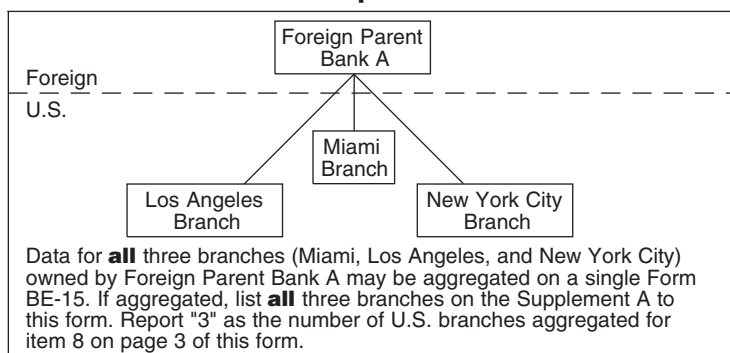 Foreign Parent
Bank A
Foreign
U.S.
Miami
Branch
Los Angeles
Branch
New York City
Branch
Data for all three branches (Miami, Los Angeles, and New York City)
owned by Foreign Parent Bank A may be aggregated on a single Form
BE-15. If aggregated, list all three branches on the Supplement A to
this form. Report "3" as the number of U.S. branches aggregated for
item 8 on page 3 of this form.